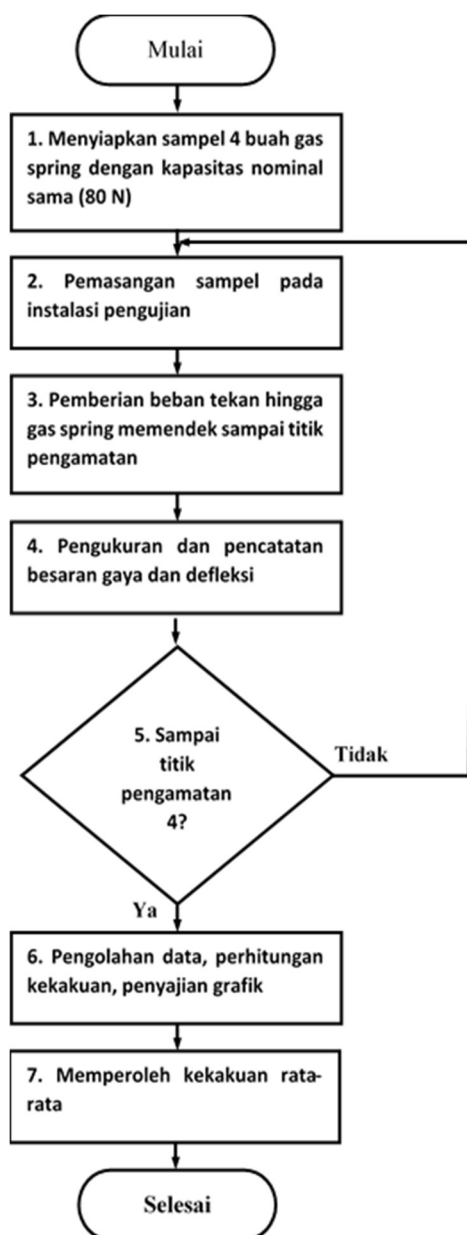 Mulai
1. Menyiapkan sampel 4 buah gas
spring dengan kapasitas nominal
sama (80 N)
2. Pemasangan sampel pada
instalasi pengujian
3. Pemberian beban tekan hingga
gas spring memendek sampai titik
pengamatan
4. Pengukuran dan pencatatan
besaran gaya dan defleksi
5. Sampai
titik
pengamatan
4?
Tidak
Ya
6. Pengolahan data, perhitungan
kekakuan, penyajian grafik
7. Memperoleh kekakuan rata-
rata
Selesai